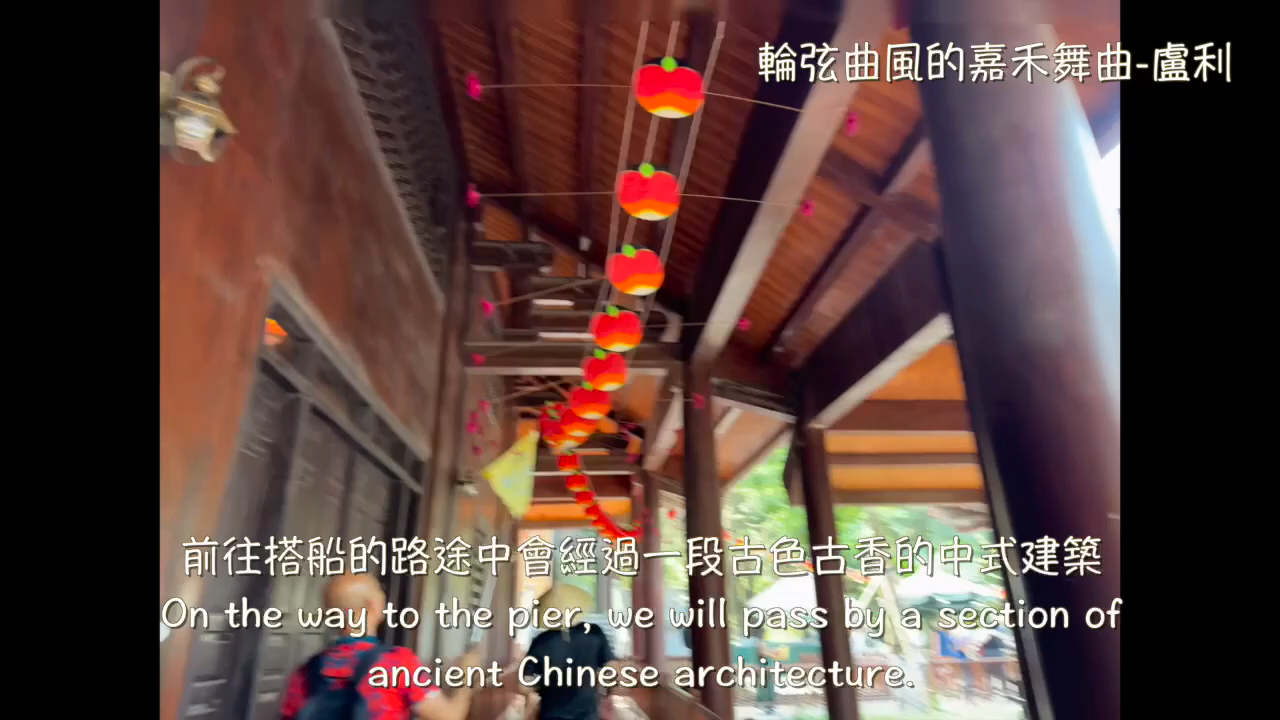 輪弦曲風的嘉禾舞曲-盧利
前往搭船的路途中會經過一段古色古香的中式建築
On the way to the pier, we will pass by a section of
ancient Chinese architecture.